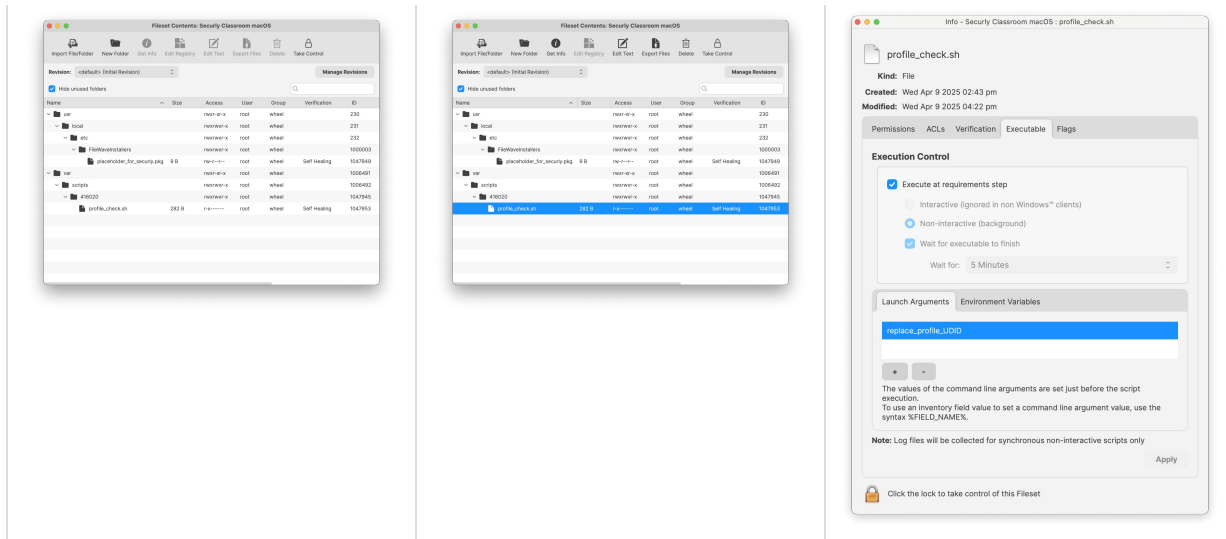 Fileset Contents: Securly Classroom macOS
Import File/Folder New Folder Get Info Edit Registry Edit Text Export Files Delete Take Control
Revision: <default> (Initial Revision) Manage Revisions
Hide unused folders
Name Size Access User Group Verification ID
usr rwxr-xr-x root wheel 230
local rwxrwxr-x root wheel 231
etc rwxrwxr-x root wheel 232
FileWaveInstallers rwxrwxr-x root wheel 1000003
placeholder_for_securly.pkg 9 B rw-r--r-- root wheel Self Healing 1047949
var rwxr-xr-x root wheel 1006491
scripts rwxrwxr-x root wheel 1006492
416020 rwxrwxr-x root wheel 1047945
profile_check.sh 282 B r-x------ root wheel Self Healing 1047953
Fileset Contents: Securly Classroom macOS
Import File/Folder New Folder Get Info Edit Registry Edit Text Export Files Delete Take Control
Revision: <default> (Initial Revision) Manage Revisions
Hide unused folders
Name Size Access User Group Verification ID
usr rwxr-xr-x root wheel 230
local rwxrwxr-x root wheel 231
etc rwxrwxr-x root wheel 232
FileWaveInstallers rwxrwxr-x root wheel 1000003
placeholder_for_securly.pkg 9 B rw-r--r-- root wheel Self Healing 1047949
var rwxr-xr-x root wheel 1006491
scripts rwxrwxr-x root wheel 1006492
416020 rwxrwxr-x root wheel 1047945
profile_check.sh 282 B r-x------ root wheel Self Healing 1047953
Info - Securly Classroom macOS : profile_check.sh
profile_check.sh
Kind: File
Created: Wed Apr 9 2025 02:43 pm
Modified: Wed Apr 9 2025 04:22 pm
Permissions ACLs Verification Executable Flags
Execution Control
Execute at requirements step
Interactive (ignored in non Windows™ clients)
Non-interactive (background)
Wait for executable to finish
Wait for: 5 Minutes
Launch Arguments Environment Variables
replace_profile_UDID
+ -
The values of the command line arguments are set just before the script
execution.
To use an inventory field value to set a command line argument value, use the
syntax %FIELD_NAME%.
Note: Log files will be collected for synchronous non-interactive scripts only
Apply
Click the lock to take control of this Fileset